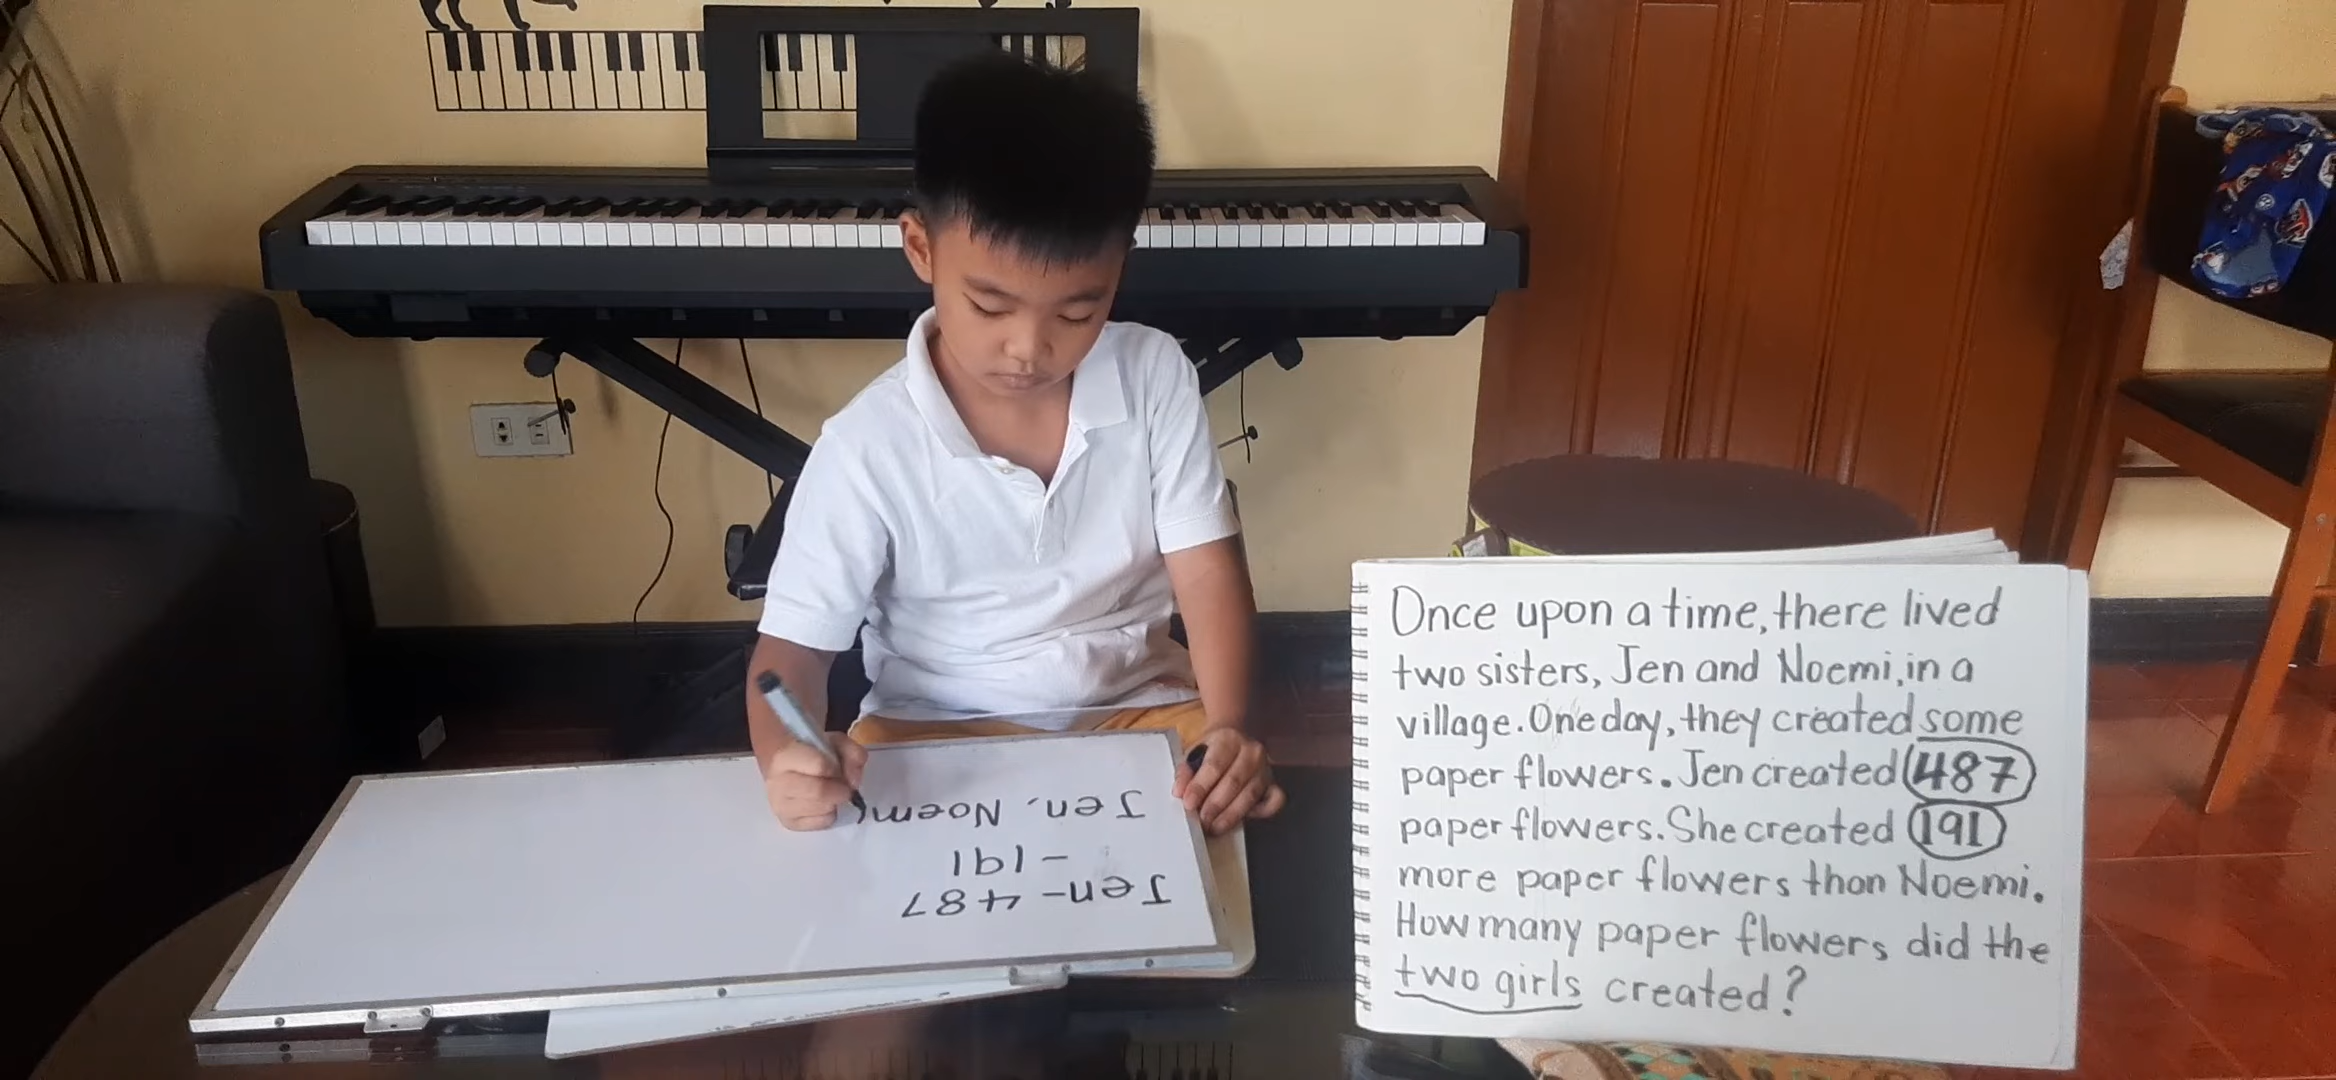 Once upon a time, there lived
two sisters, Jen and Noemi, in a
village. One day, they created some
paper flowers. Jen created 487
paper flowers. She created 191
more paper flowers than Noemi.
How many paper flowers did the
two girls created?
Jen, Noemi
- 191
Jen- 487